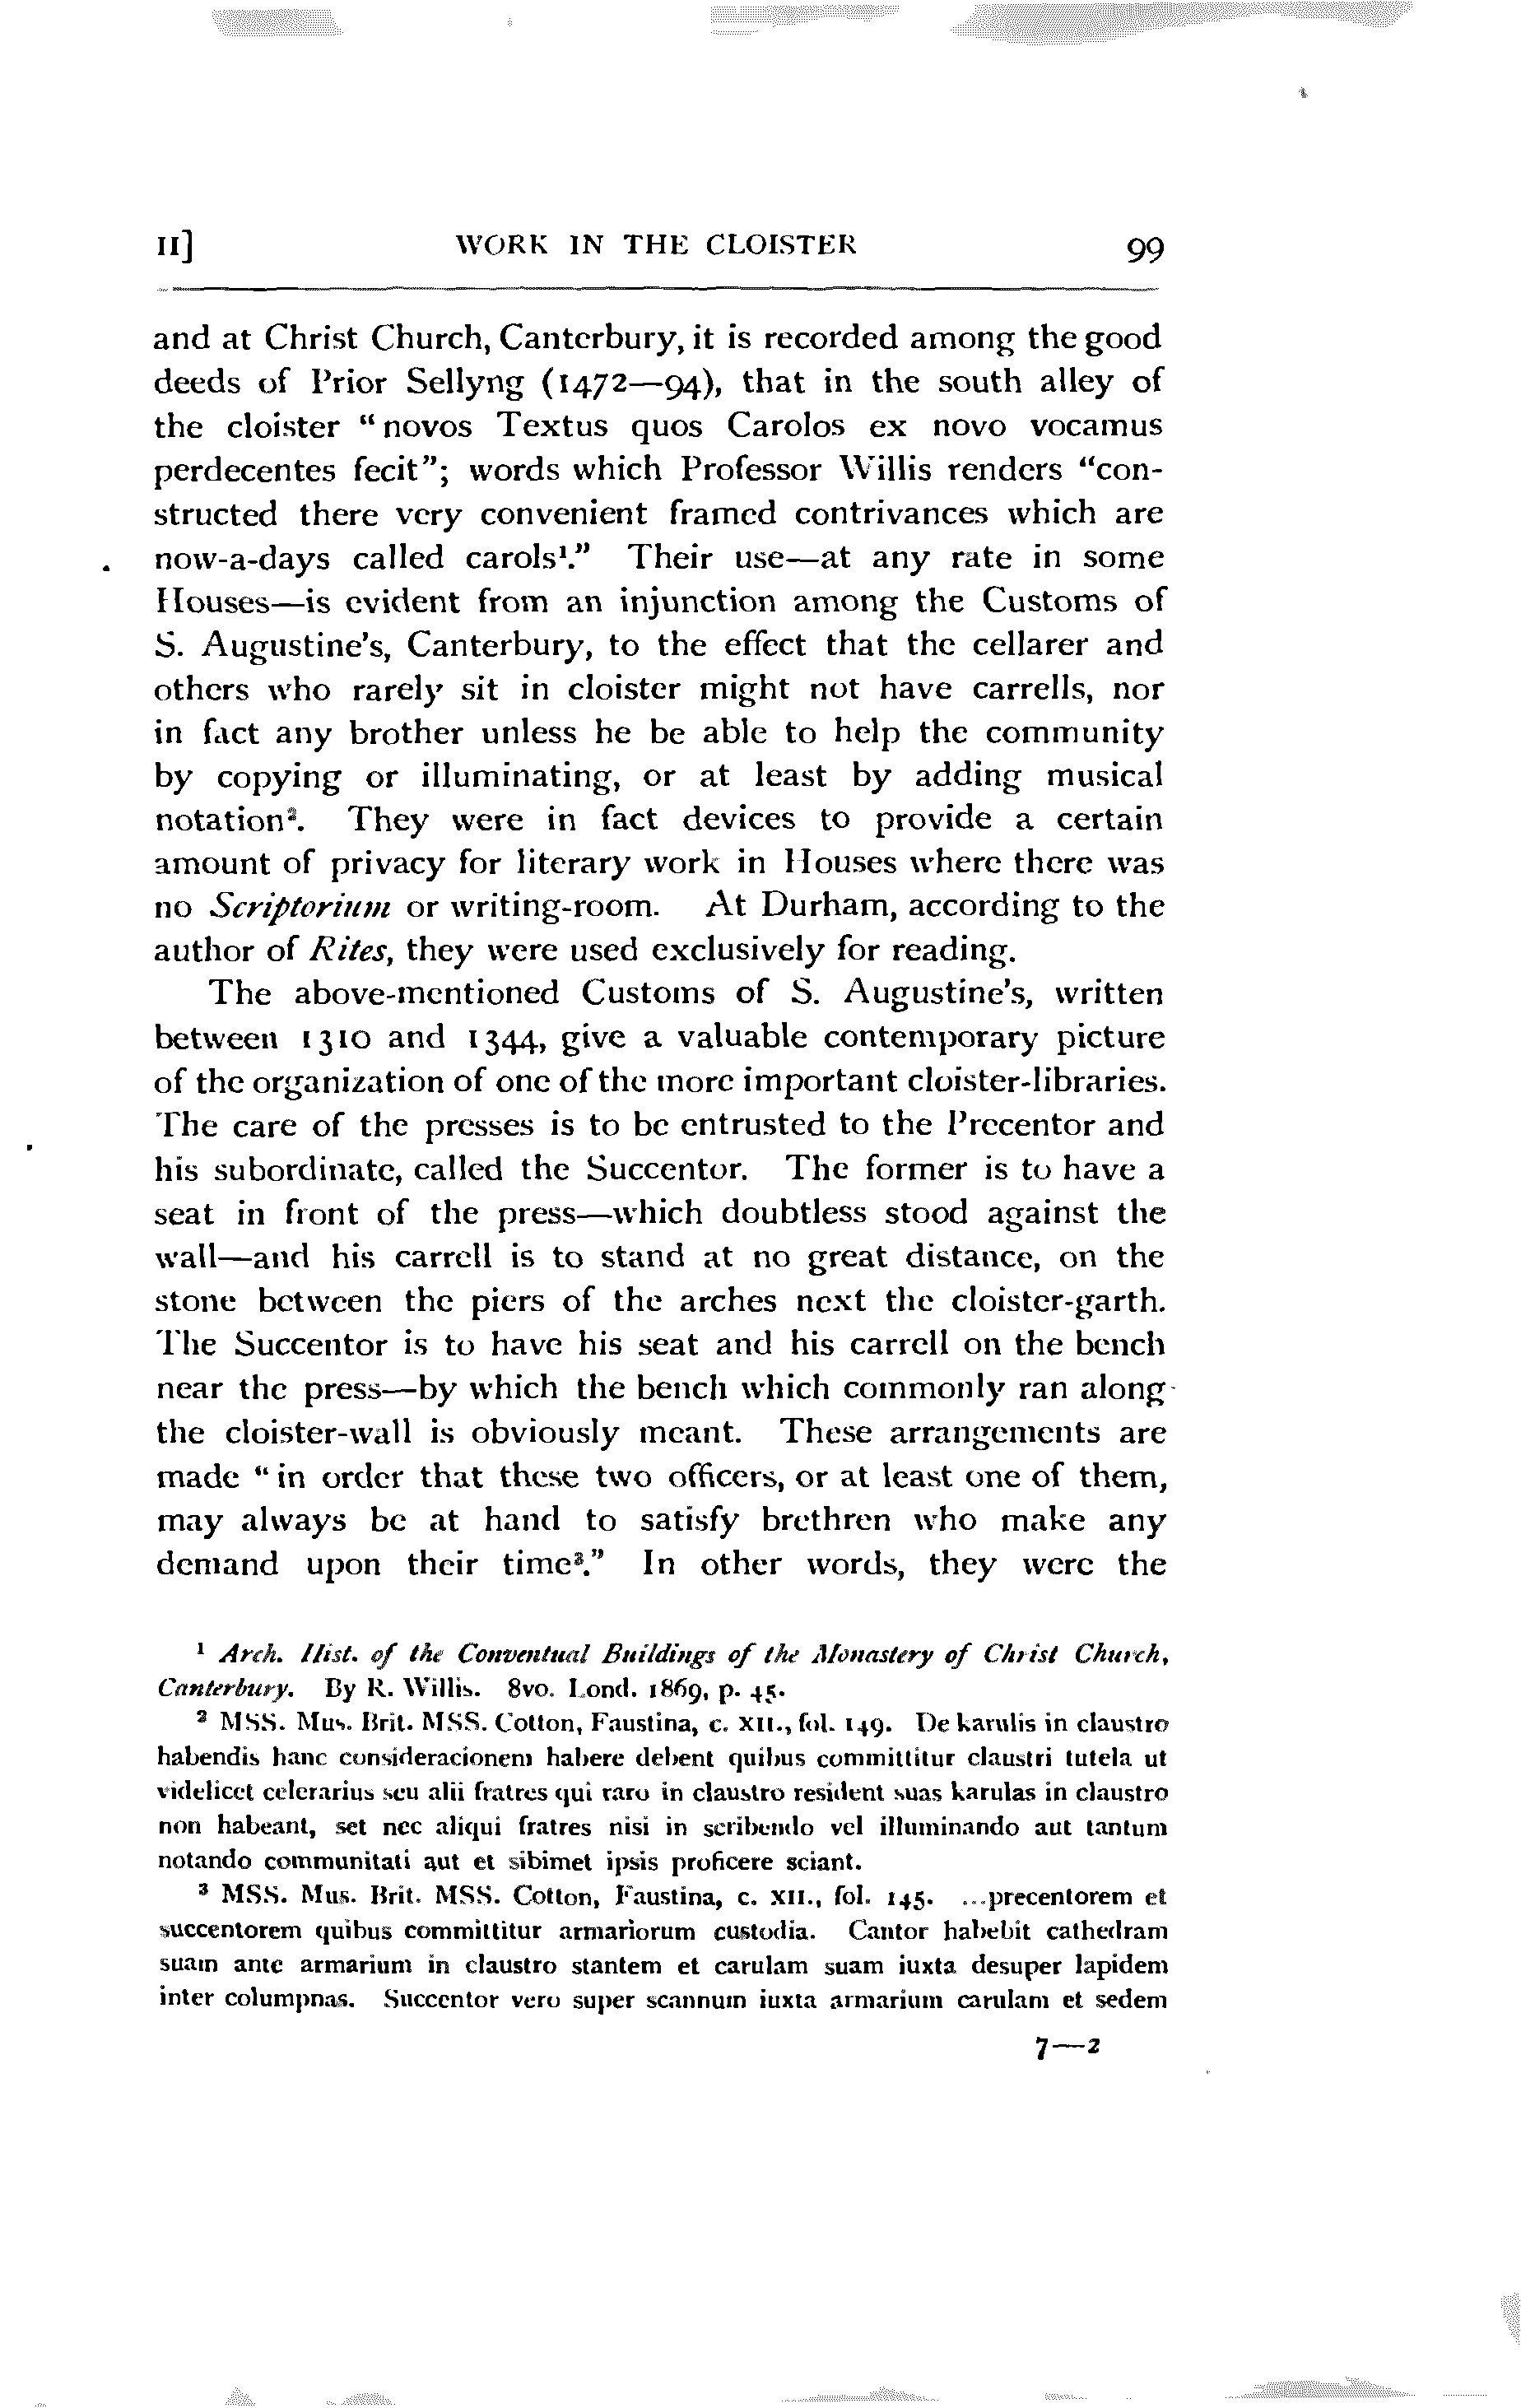 II] WORK IN THE CLOISTER 99
and at Christ Church, Canterbury, it is recorded among the good
deeds of Prior Sellyng (1472—94), that in the south alley of
the cloister "novos Textus quos Carolos ex novo vocamus
perdecentes fecit"; words which Professor Willis renders "con-
structed there very convenient framed contrivances which are
now-a-days called carols¹." Their use—at any rate in some
Houses—is evident from an injunction among the Customs of
S. Augustine's, Canterbury, to the effect that the cellarer and
others who rarely sit in cloister might not have carrells, nor
in fact any brother unless he be able to help the community
by copying or illuminating, or at least by adding musical
notation². They were in fact devices to provide a certain
amount of privacy for literary work in Houses where there was
no Scriptorium or writing-room. At Durham, according to the
author of Rites, they were used exclusively for reading.
The above-mentioned Customs of S. Augustine's, written
between 1310 and 1344, give a valuable contemporary picture
of the organization of one of the more important cloister-libraries.
The care of the presses is to be entrusted to the Precentor and
his subordinate, called the Succentor. The former is to have a
seat in front of the press—which doubtless stood against the
wall—and his carrell is to stand at no great distance, on the
stone between the piers of the arches next the cloister-garth.
The Succentor is to have his seat and his carrell on the bench
near the press—by which the bench which commonly ran along
the cloister-wall is obviously meant. These arrangements are
made "in order that these two officers, or at least one of them,
may always be at hand to satisfy brethren who make any
demand upon their time³." In other words, they were the
¹ Arch. Hist. of the Conventual Buildings of the Monastery of Christ Church,
Canterbury. By R. Willis. 8vo. Lond. 1869, p. 45.
² MSS. Mus. Brit. MSS. Cotton, Faustina, c. XII., fol. 149. De karulis in claustro
habendis hanc consideracionem habere debent quibus committitur claustri tutela ut
videlicet celerarius seu alii fratres qui raro in claustro resident suas karulas in claustro
non habeant, set nec aliqui fratres nisi in scribendo vel illuminando aut tantum
notando communitati aut et sibimet ipsis proficere sciant.
³ MSS. Mus. Brit. MSS. Cotton, Faustina, c. XII., fol. 145. ...precentorem et
succentorem quibus committitur armariorum custodia. Cantor habebit cathedram
suam ante armarium in claustro stantem et carulam suam iuxta desuper lapidem
inter columpnas. Succentor vero super scannum iuxta armarium carulam et sedem
7—2